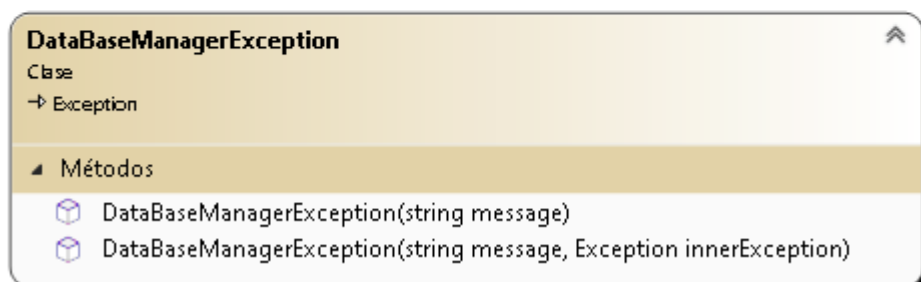 DataBaseManagerException
Clase
Exception
Métodos
DataBaseManagerException(string message)
DataBaseManagerException(string message, Exception innerException)